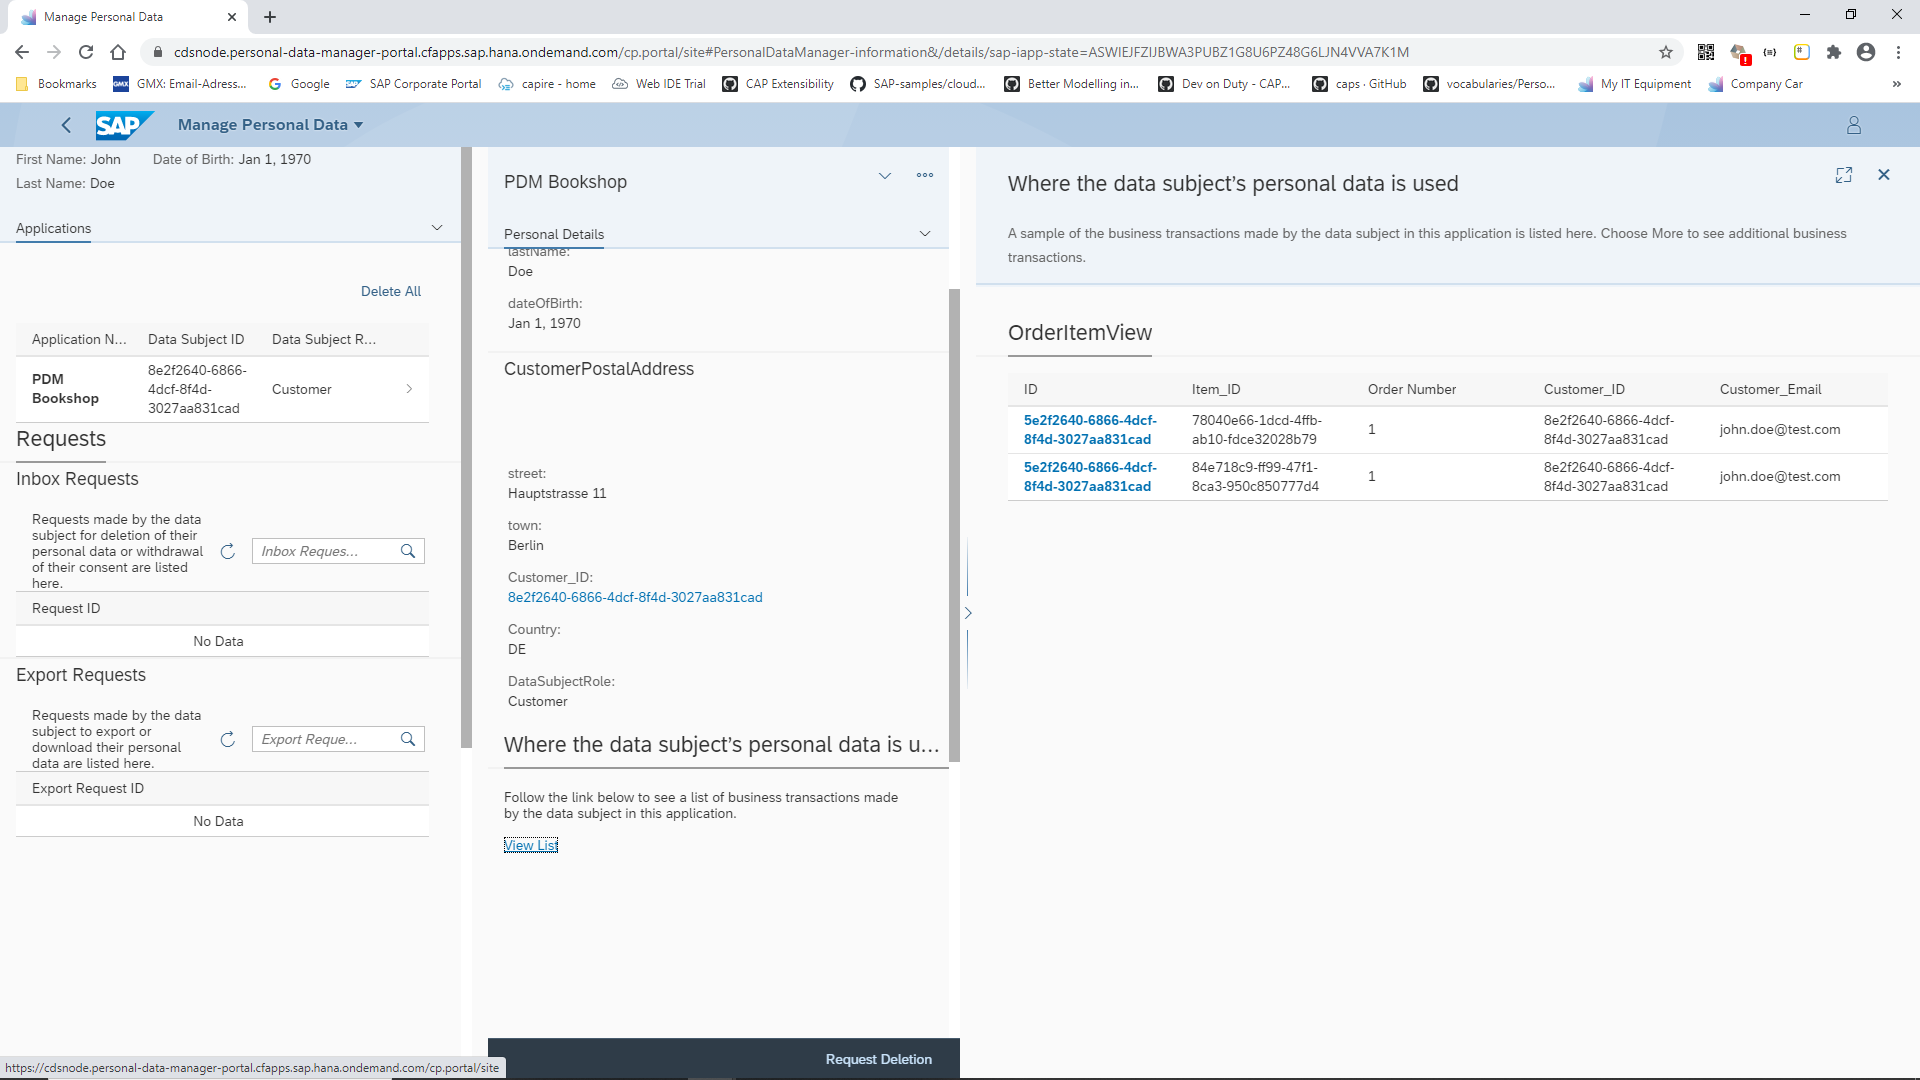 Manage Personal Data
cdsnode.personal-data-manager-portal.cfapps.sap.hana.ondemand.com/cp.portal/site#PersonalDataManager-information&/details/sap-iapp-state=ASWIEJFZIJBWA3PUBZ1G8U6PZ48G6LJN4VVA7K1M
Bookmarks GMX GMX: Email-Adress... Google SAP SAP Corporate Portal capire - home Web IDE Trial CAP Extensibility SAP-samples/cloud... Better Modelling in... Dev on Duty - CAP... caps · GitHub vocabularies/Perso... My IT Equipment Company Car »
SAP Manage Personal Data
First Name: John Date of Birth: Jan 1, 1970
Last Name: Doe
Applications
Delete All
Application N... Data Subject ID Data Subject R...
PDM Bookshop
8e2f2640-6866-
4dcf-8f4d-
3027aa831cad
Customer
Requests
Inbox Requests
Requests made by the data
subject for deletion of their
personal data or withdrawal
of their consent are listed
here.
Inbox Reques...
Request ID
No Data
Export Requests
Requests made by the data
subject to export or
download their personal
data are listed here.
Export Reque...
Export Request ID
No Data
PDM Bookshop
Personal Details
lastName:
Doe
dateOfBirth:
Jan 1, 1970
CustomerPostalAddress
street:
Hauptstrasse 11
town:
Berlin
Customer_ID:
8e2f2640-6866-4dcf-8f4d-3027aa831cad
Country:
DE
DataSubjectRole:
Customer
Where the data subject's personal data is u...
Follow the link below to see a list of business transactions made
by the data subject in this application.
View List
Request Deletion
Where the data subject's personal data is used
A sample of the business transactions made by the data subject in this application is listed here. Choose More to see additional business
transactions.
OrderItemView
ID Item_ID Order Number Customer_ID Customer_Email
5e2f2640-6866-4dcf- 78040e66-1dcd-4ffb- 1 8e2f2640-6866-4dcf- john.doe@test.com
8f4d-3027aa831cad ab10-fdce32028b79 8f4d-3027aa831cad
5e2f2640-6866-4dcf- 84e718c9-ff99-47f1- 1 8e2f2640-6866-4dcf- john.doe@test.com
8f4d-3027aa831cad 8ca3-950c850777d4 8f4d-3027aa831cad
https://cdsnode.personal-data-manager-portal.cfapps.sap.hana.ondemand.com/cp.portal/site